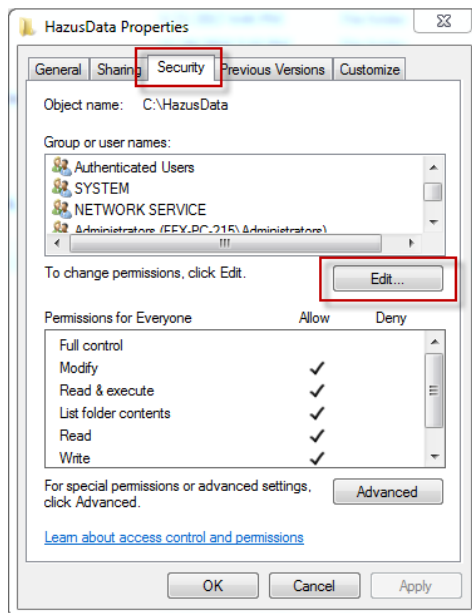 HazusData Properties
General Sharing Security Previous Versions Customize
Object name: C:\HazusData
Group or user names:
Authenticated Users
SYSTEM
NETWORK SERVICE
Administrators (EFX-PC-215\Administrators)
To change permissions, click Edit.
Edit...
Permissions for Everyone Allow Deny
Full control
Modify
Read & execute
List folder contents
Read
Write
For special permissions or advanced settings,
click Advanced.
Advanced
Learn about access control and permissions
OK Cancel Apply